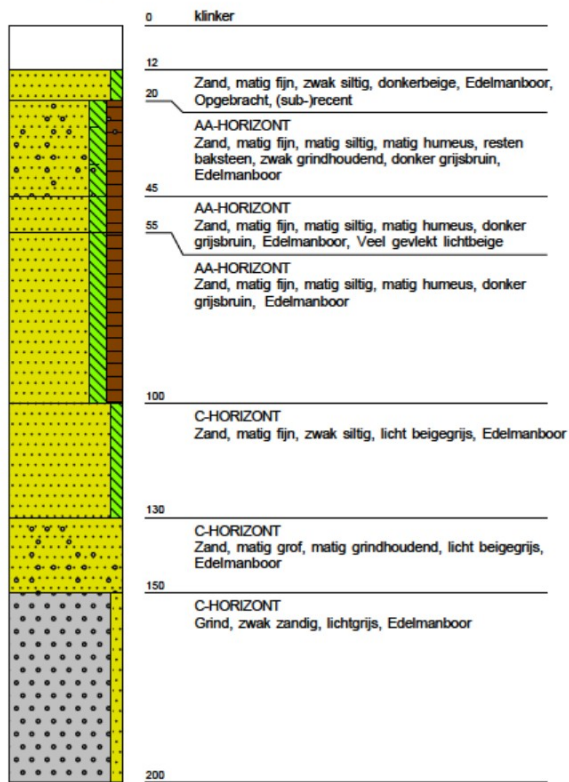 0 klinker
12
Zand, matig fijn, zwak siltig, donkerbeige, Edelmanboor,
20 Opgebracht, (sub-)recent
AA-HORIZONT
Zand, matig fijn, matig siltig, matig humeus, resten
baksteen, zwak grindhoudend, donker grijsbruin,
Edelmanboor
45
AA-HORIZONT
Zand, matig fijn, matig siltig, matig humeus, donker
55 grijsbruin, Edelmanboor, Veel gevlekt lichtbeige
AA-HORIZONT
Zand, matig fijn, matig siltig, matig humeus, donker
grijsbruin, Edelmanboor
100
C-HORIZONT
Zand, matig fijn, zwak siltig, licht beigegrijs, Edelmanboor
130
C-HORIZONT
Zand, matig grof, matig grindhoudend, licht beigegrijs,
Edelmanboor
150
C-HORIZONT
Grind, zwak zandig, lichtgrijs, Edelmanboor
200